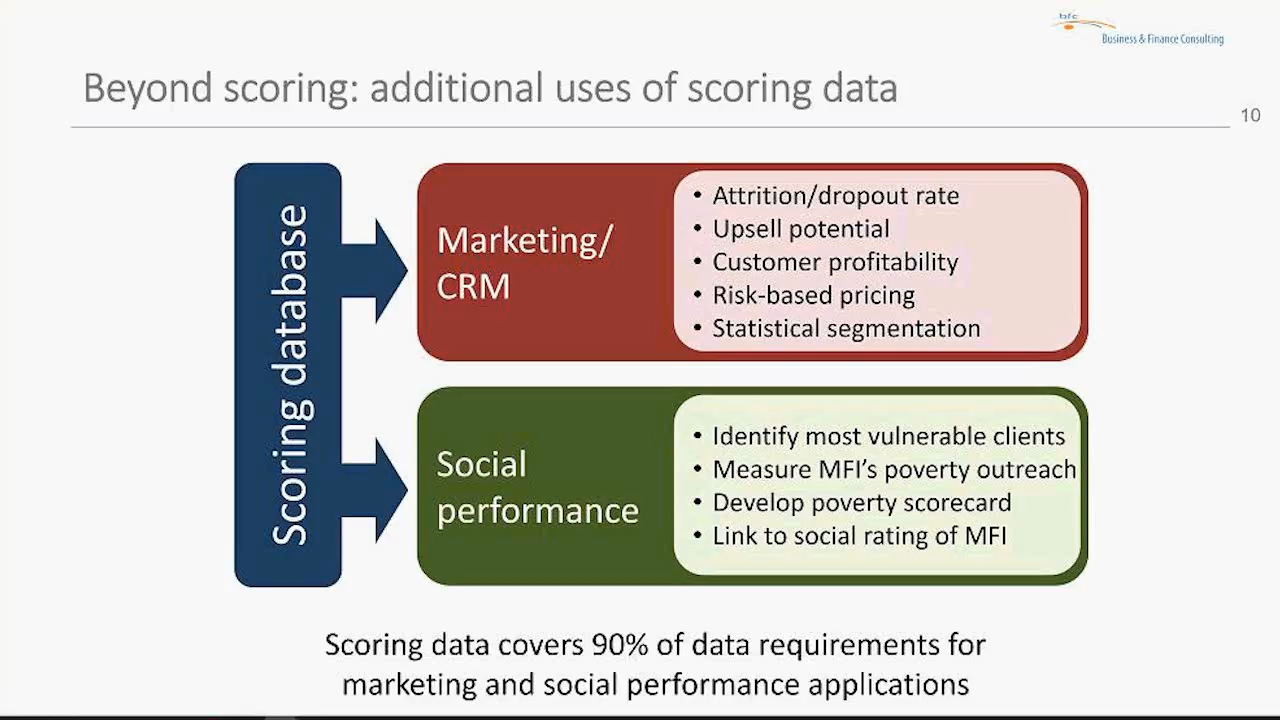 bfc
Business & Finance Consulting
Beyond scoring: additional uses of scoring data
10
Scoring database
Marketing/
CRM
• Attrition/dropout rate
• Upsell potential
• Customer profitability
• Risk-based pricing
• Statistical segmentation
Social
performance
• Identify most vulnerable clients
• Measure MFI's poverty outreach
• Develop poverty scorecard
• Link to social rating of MFI
Scoring data covers 90% of data requirements for
marketing and social performance applications